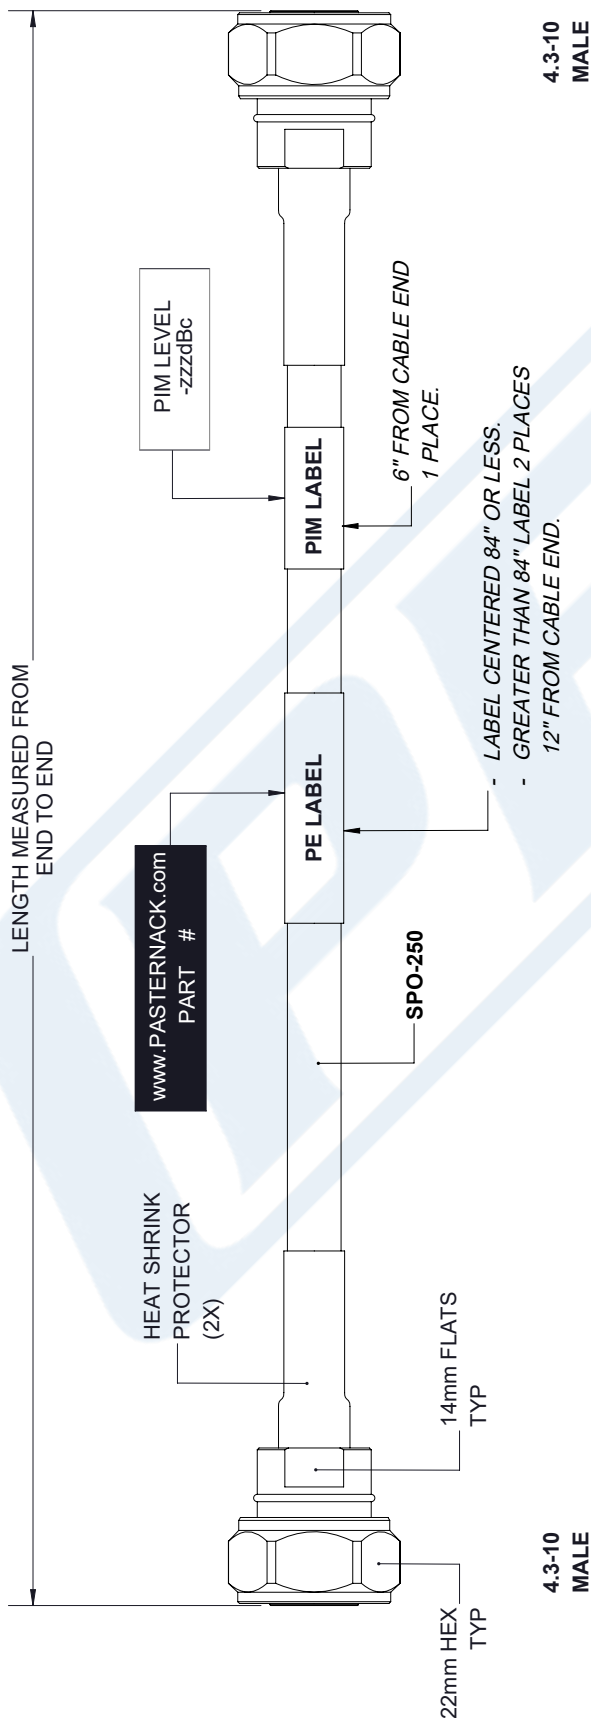 LENGTH MEASURED FROM
END TO END
www.PASTERNACK.com
PART #
PIM LEVEL
-zzzdBc
HEAT SHRINK
PROTECTOR
(2X)
PE LABEL
PIM LABEL
6" FROM CABLE END
1 PLACE.
SPO-250
- LABEL CENTERED 84" OR LESS.
- GREATER THAN 84" LABEL 2 PLACES
12" FROM CABLE END.
14mm FLATS
TYP
22mm HEX
TYP
4.3-10
MALE
4.3-10
MALE